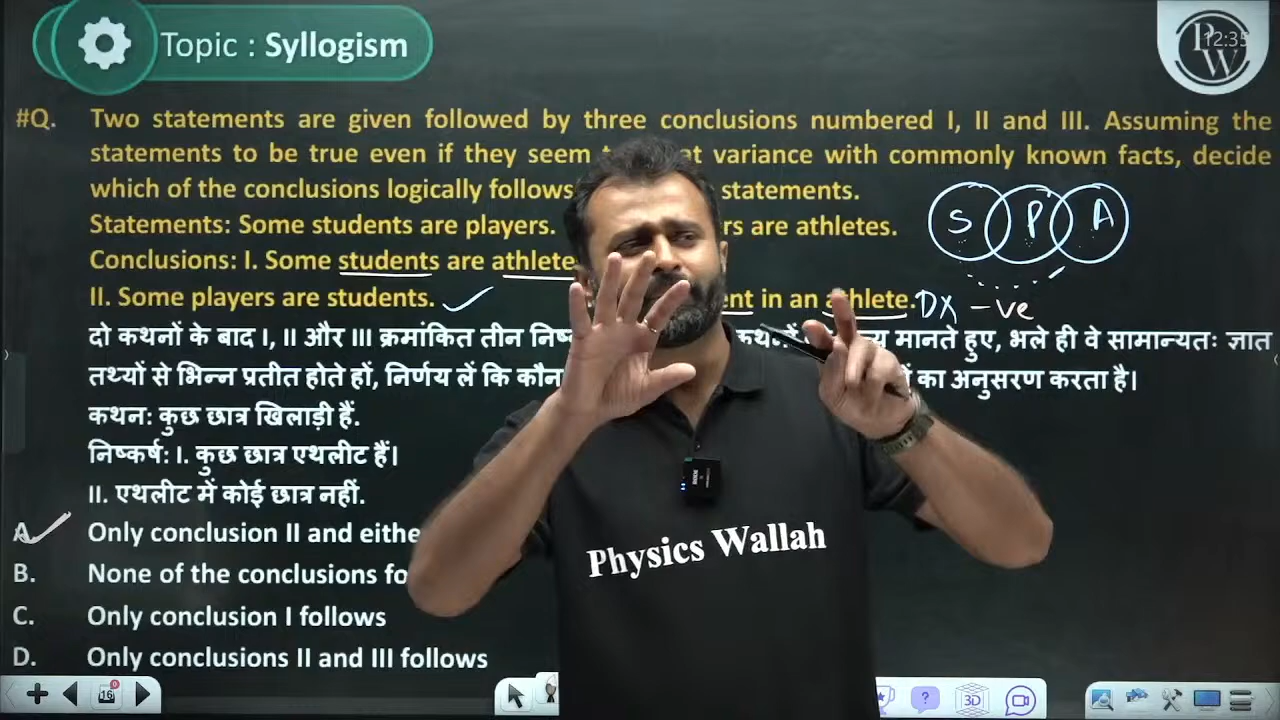 Topic : Syllogism
PW
12:35
#Q. Two statements are given followed by three conclusions numbered I, II and III. Assuming the
statements to be true even if they seem at variance with commonly known facts, decide
which of the conclusions logically follows statements.
Statements: Some students are players. are athletes.
Conclusions: I. Some students are
II. Some players are students. in an athlete.
S P A
DX -ve
दो कथनों के बाद I, II और III क्रमांकित तीन मानते हुए, भले ही वे सामान्यतः ज्ञात
तथ्यों से भिन्न प्रतीत होते हों, निर्णय लें कि का अनुसरण करता है।
कथन: कुछ छात्र खिलाड़ी हैं.
निष्कर्ष: I. कुछ छात्र एथलीट हैं।
II. एथलीट में कोई छात्र नहीं.
A. Only conclusion II and
B. None of the conclusions
C. Only conclusion I follows
D. Only conclusions II and III follows
Physics Wallah
16
3D